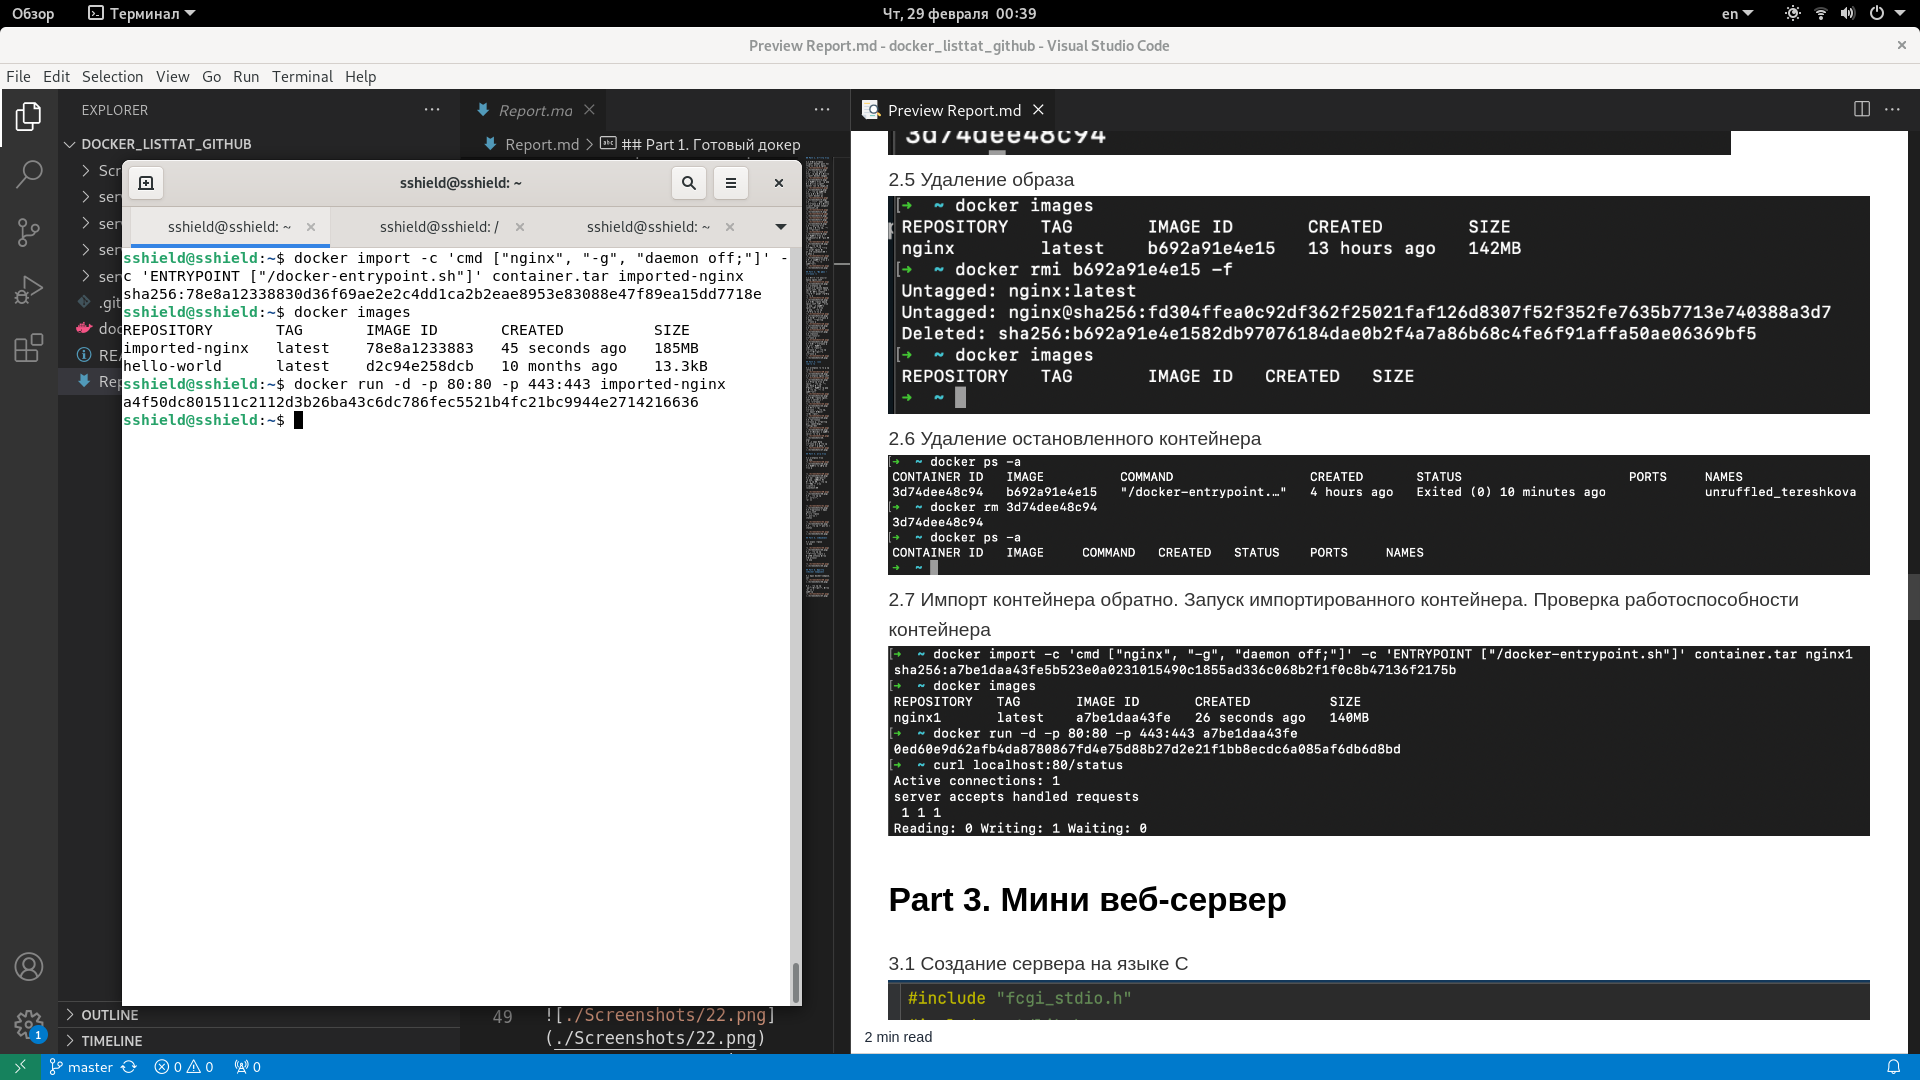 Обзор
Терминал
Чт, 29 февраля 00:39
en
Preview Report.md - docker_listtat_github - Visual Studio Code
File Edit Selection View Go Run Terminal Help
EXPLORER
DOCKER_LISTTAT_GITHUB
Scr
serv
serv
serv
serv
.git
doc
REA
Rep
OUTLINE
TIMELINE
Report.md
Report.md > ## Part 1. Готовый докер
sshield@sshield: ~
sshield@sshield: ~
sshield@sshield: /
sshield@sshield: ~
sshield@sshield:~$ docker import -c 'cmd ["nginx", "-g", "daemon off;"]' -
c 'ENTRYPOINT ["/docker-entrypoint.sh"]' container.tar imported-nginx
sha256:78e8a12338830d36f69ae2e2c4dd1ca2b2eae8953e83088e47f89ea15dd7718e
sshield@sshield:~$ docker images
REPOSITORY TAG IMAGE ID CREATED SIZE
imported-nginx latest 78e8a1233883 45 seconds ago 185MB
hello-world latest d2c94e258dcb 10 months ago 13.3kB
sshield@sshield:~$ docker run -d -p 80:80 -p 443:443 imported-nginx
a4f50dc801511c2112d3b26ba43c6dc786fec5521b4fc21bc9944e2714216636
sshield@sshield:~$
49 ![./Screenshots/22.png]
(./Screenshots/22.png)
Preview Report.md
3d74dee48c94
2.5 Удаление образа
[➜ ~ docker images
REPOSITORY TAG IMAGE ID CREATED SIZE
nginx latest b692a91e4e15 13 hours ago 142MB
[➜ ~ docker rmi b692a91e4e15 -f
Untagged: nginx:latest
Untagged: nginx@sha256:fd304ffea0c92df362f25021faf126d8307f52f352fe7635b7713e740388a3d7
Deleted: sha256:b692a91e4e1582db97076184dae0b2f4a7a86b68c4fe6f91affa50ae06369bf5
[➜ ~ docker images
REPOSITORY TAG IMAGE ID CREATED SIZE
➜ ~
2.6 Удаление остановленного контейнера
[➜ ~ docker ps -a
CONTAINER ID IMAGE COMMAND CREATED STATUS PORTS NAMES
3d74dee48c94 b692a91e4e15 "/docker-entrypoint.…" 4 hours ago Exited (0) 10 minutes ago unruffled_tereshkova
[➜ ~ docker rm 3d74dee48c94
3d74dee48c94
[➜ ~ docker ps -a
CONTAINER ID IMAGE COMMAND CREATED STATUS PORTS NAMES
➜ ~
2.7 Импорт контейнера обратно. Запуск импортированного контейнера. Проверка работоспособности
контейнера
[➜ ~ docker import -c 'cmd ["nginx", "-g", "daemon off;"]' -c 'ENTRYPOINT ["/docker-entrypoint.sh"]' container.tar nginx1
sha256:a7be1daa43fe5b523e0a0231015490c1855ad336c068b2f1f0c8b47136f2175b
[➜ ~ docker images
REPOSITORY TAG IMAGE ID CREATED SIZE
nginx1 latest a7be1daa43fe 26 seconds ago 140MB
[➜ ~ docker run -d -p 80:80 -p 443:443 a7be1daa43fe
0ed60e9d62afb4da8780867fd4e75d88b27d2e21f1bb8ecdc6a085af6db6d8bd
[➜ ~ curl localhost:80/status
Active connections: 1
server accepts handled requests
1 1 1
Reading: 0 Writing: 1 Waiting: 0
Part 3. Мини веб-сервер
3.1 Создание сервера на языке C
#include "fcgi_stdio.h"
2 min read
1
master 0 0 0